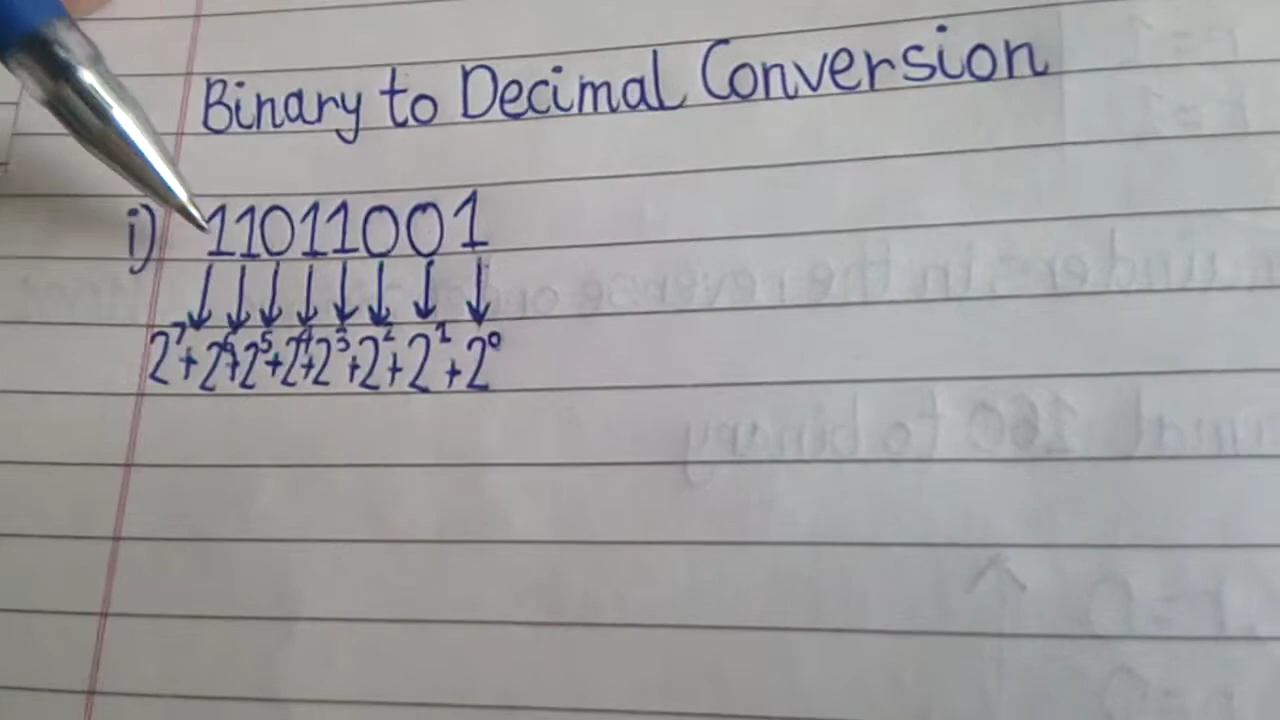 Binary to Decimal Conversion
i) 11011001
2⁷+2⁶+2⁵+2⁴+2³+2²+2¹+2⁰